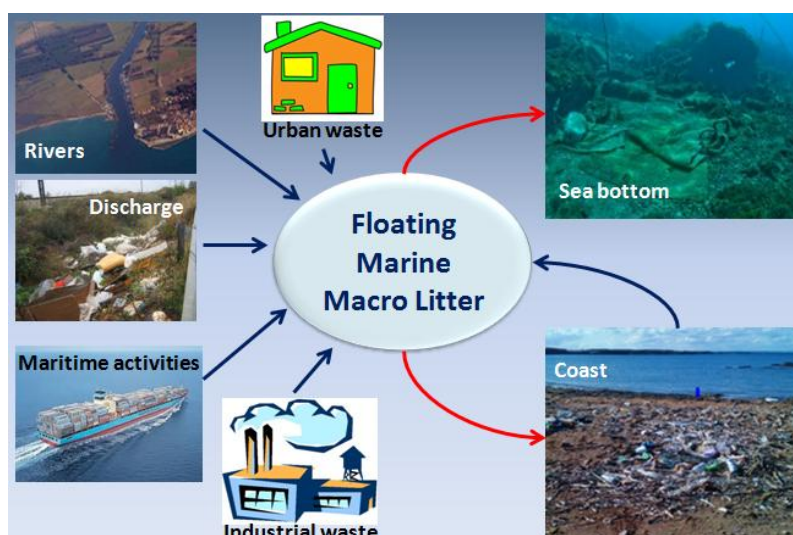 Rivers
Urban waste
Sea bottom
Discharge
Floating
Marine
Macro Litter
Maritime activities
Coast
Industrial waste